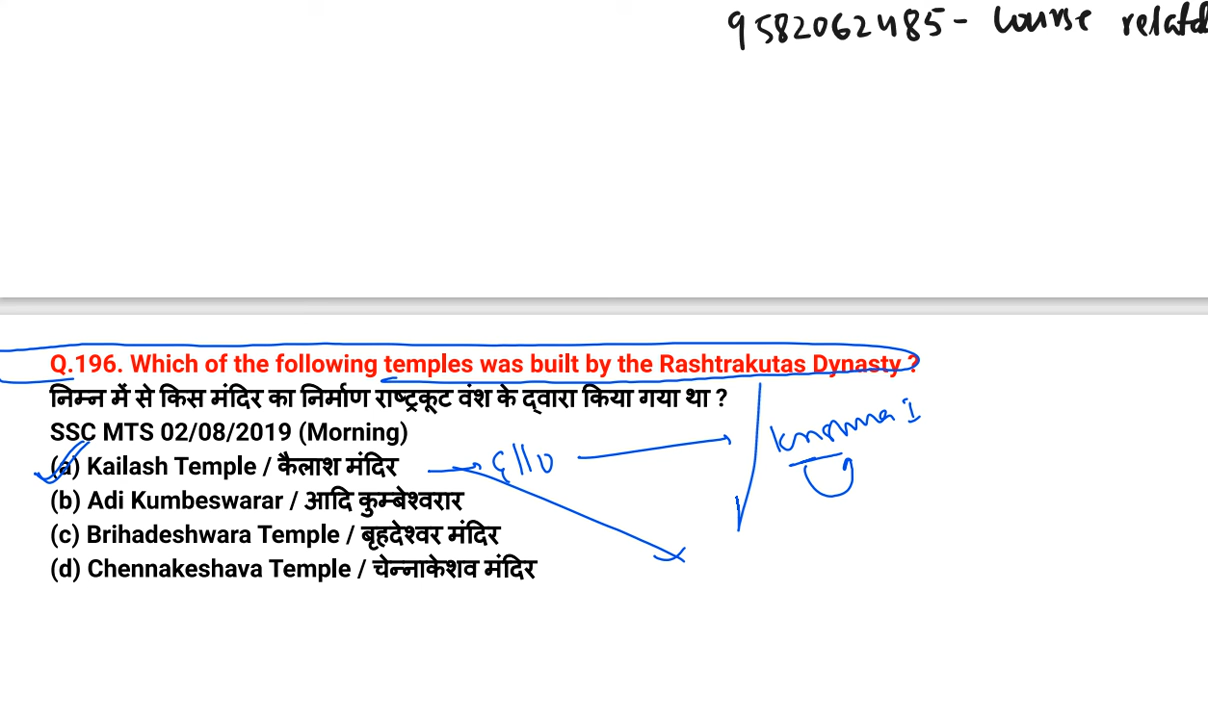 9582062485 - course related
Q.196. Which of the following temples was built by the Rashtrakutas Dynasty ?
निम्न में से किस मंदिर का निर्माण राष्ट्रकूट वंश के द्वारा किया गया था ?
SSC MTS 02/08/2019 (Morning)
(a) Kailash Temple / कैलाश मंदिर
(b) Adi Kumbeswarar / आदि कुम्बेश्वरार
(c) Brihadeshwara Temple / बृहदेश्वर मंदिर
(d) Chennakeshava Temple / चेन्नाकेशव मंदिर